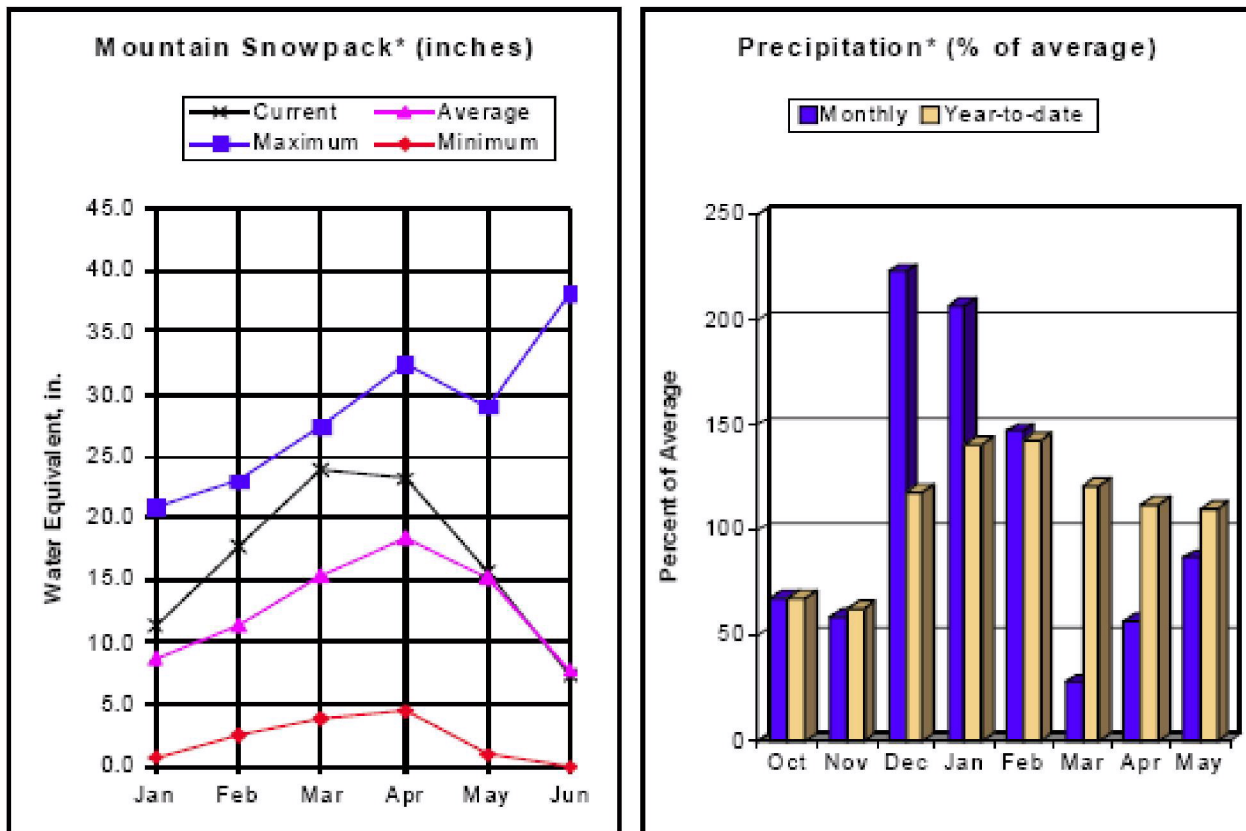 Mountain Snowpack* (inches)
Current
Average
Maximum
Minimum
45.0
40.0
35.0
30.0
25.0
20.0
15.0
10.0
5.0
0.0
Water Equivalent, in.
Jan Feb Mar Apr May Jun
Precipitation* (% of average)
Monthly Year-to-date
250
200
150
100
50
0
Percent of Average
Oct Nov Dec Jan Feb Mar Apr May